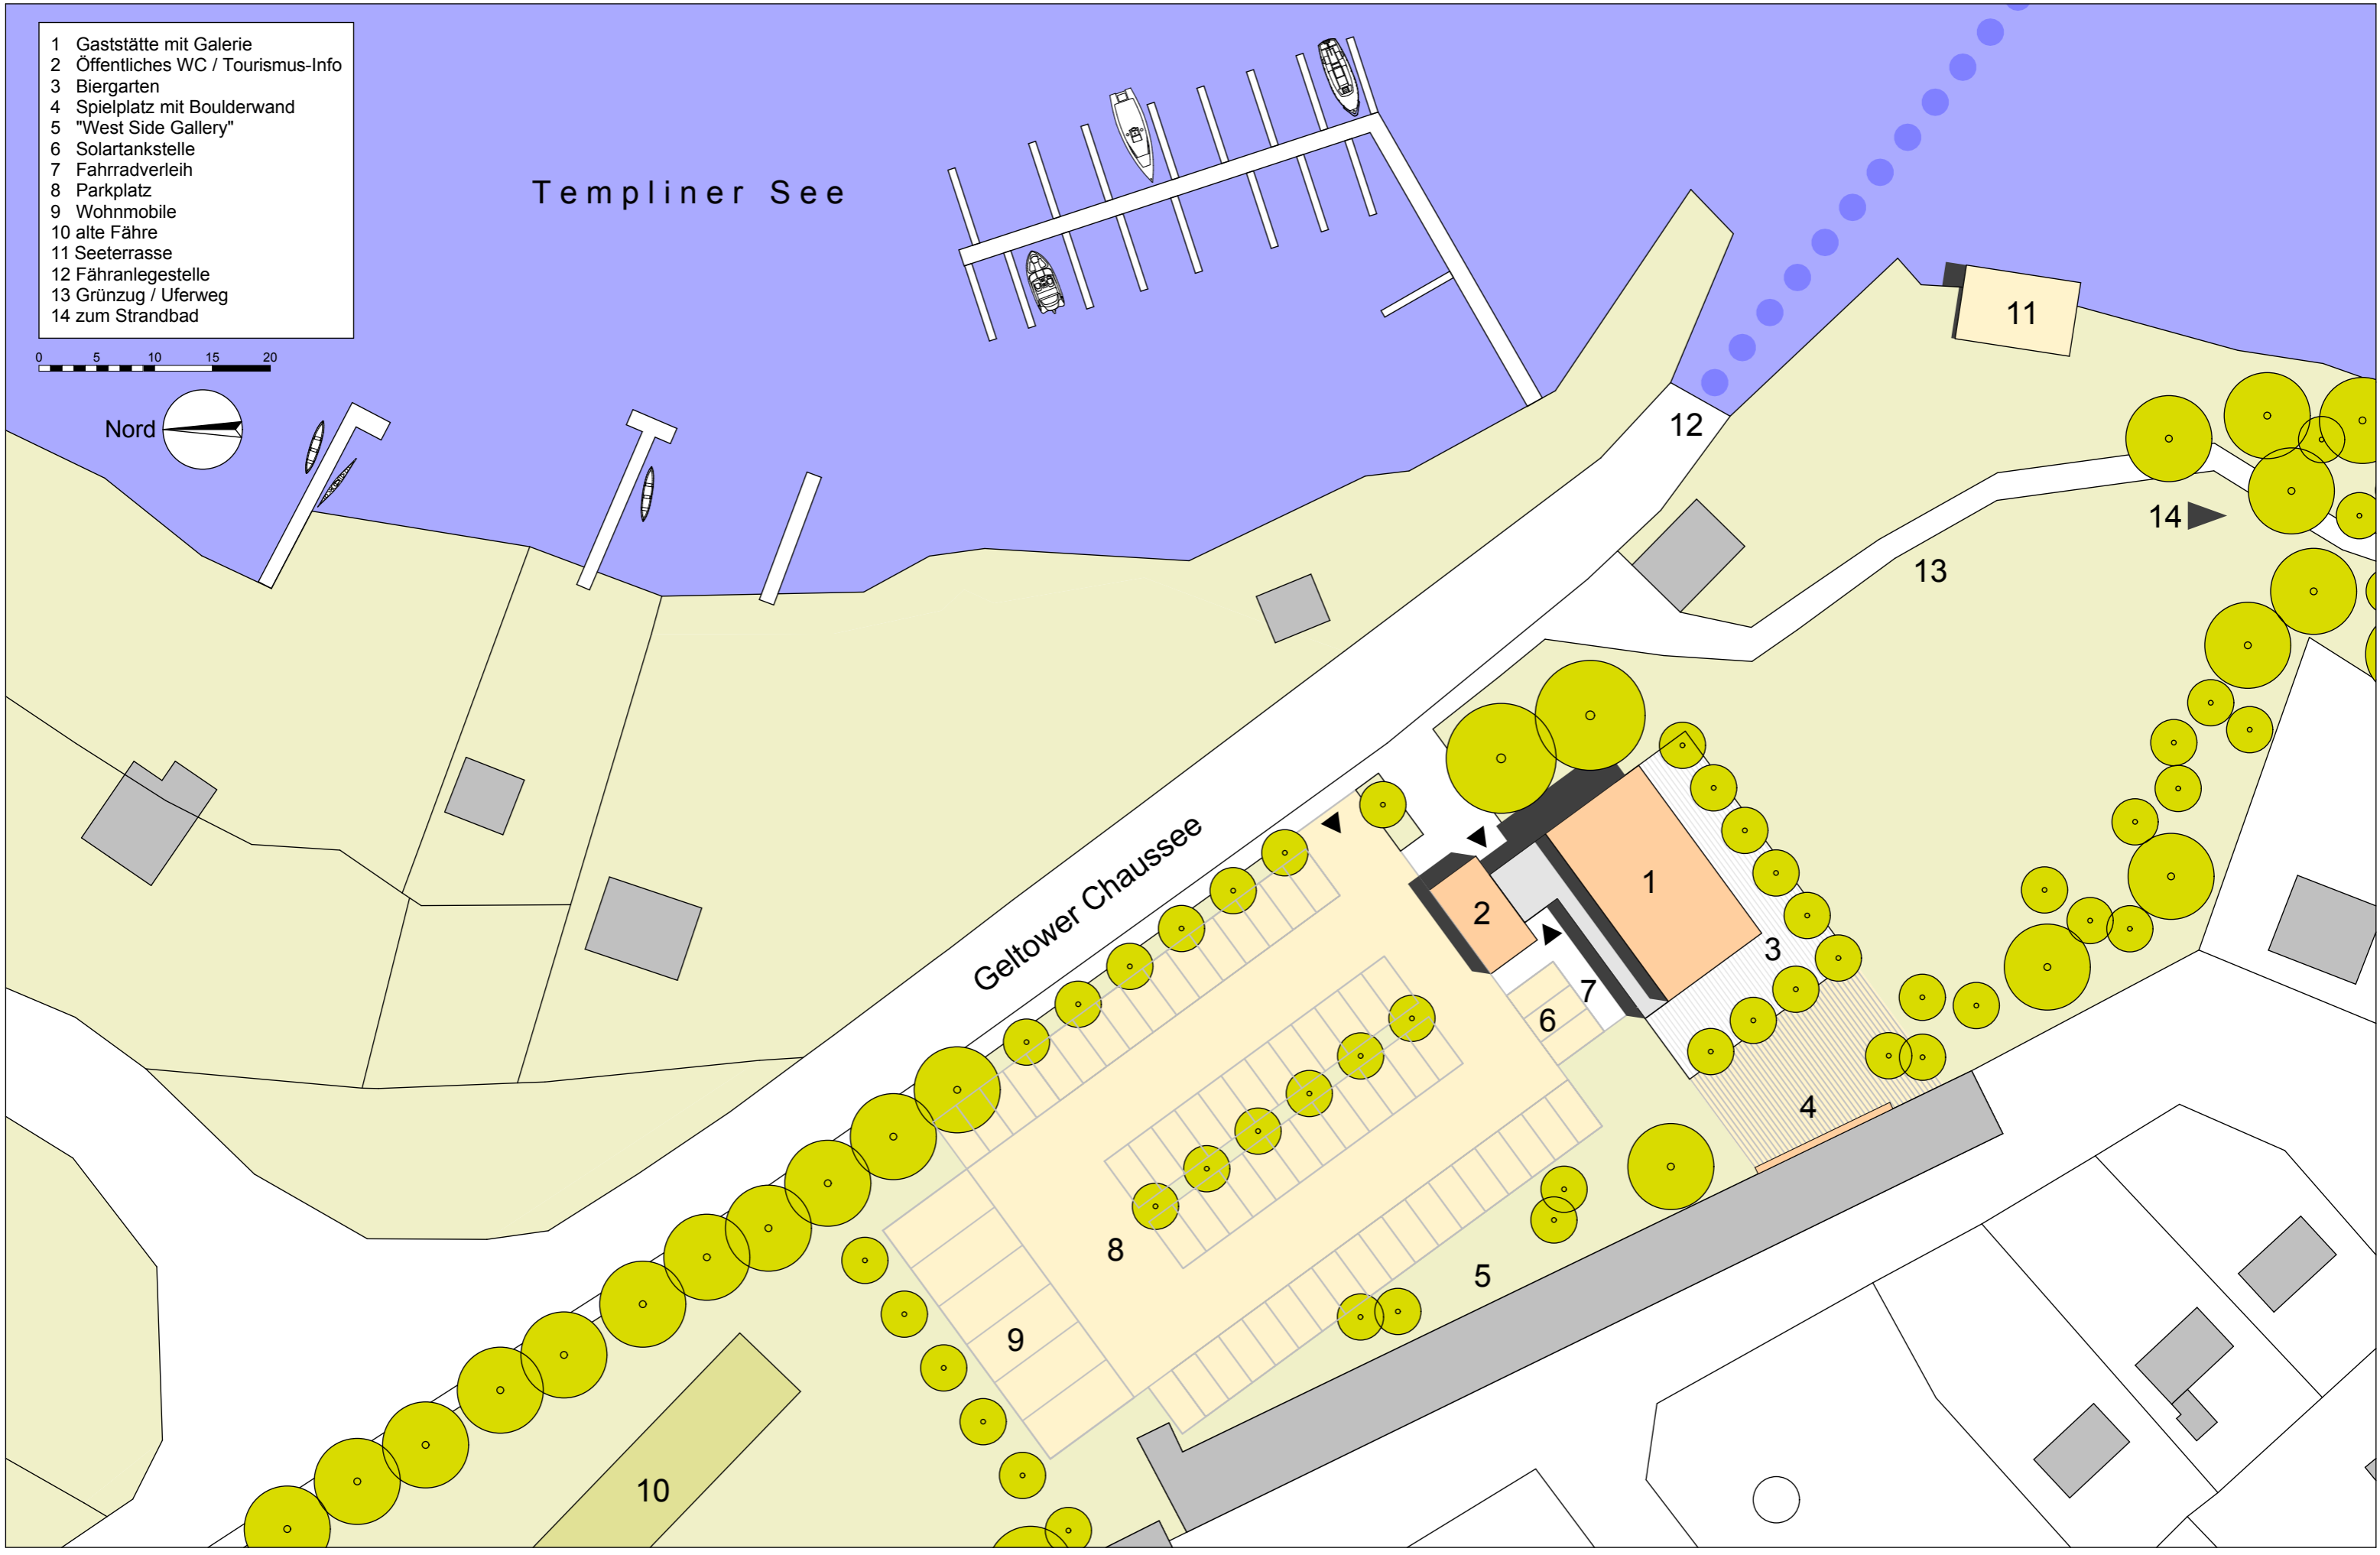 1 Gaststätte mit Galerie
2 Öffentliches WC / Tourismus-Info
3 Biergarten
4 Spielplatz mit Boulderwand
5 "West Side Gallery"
6 Solartankstelle
7 Fahrradverleih
8 Parkplatz
9 Wohnmobile
10 alte Fähre
11 Seeterrasse
12 Fähranlegestelle
13 Grünzug / Uferweg
14 zum Strandbad
0 5 10 15 20
Nord
Templiner See
11
12
14
13
Geltower Chaussee
1
2
3
7
6
4
8
5
9
10